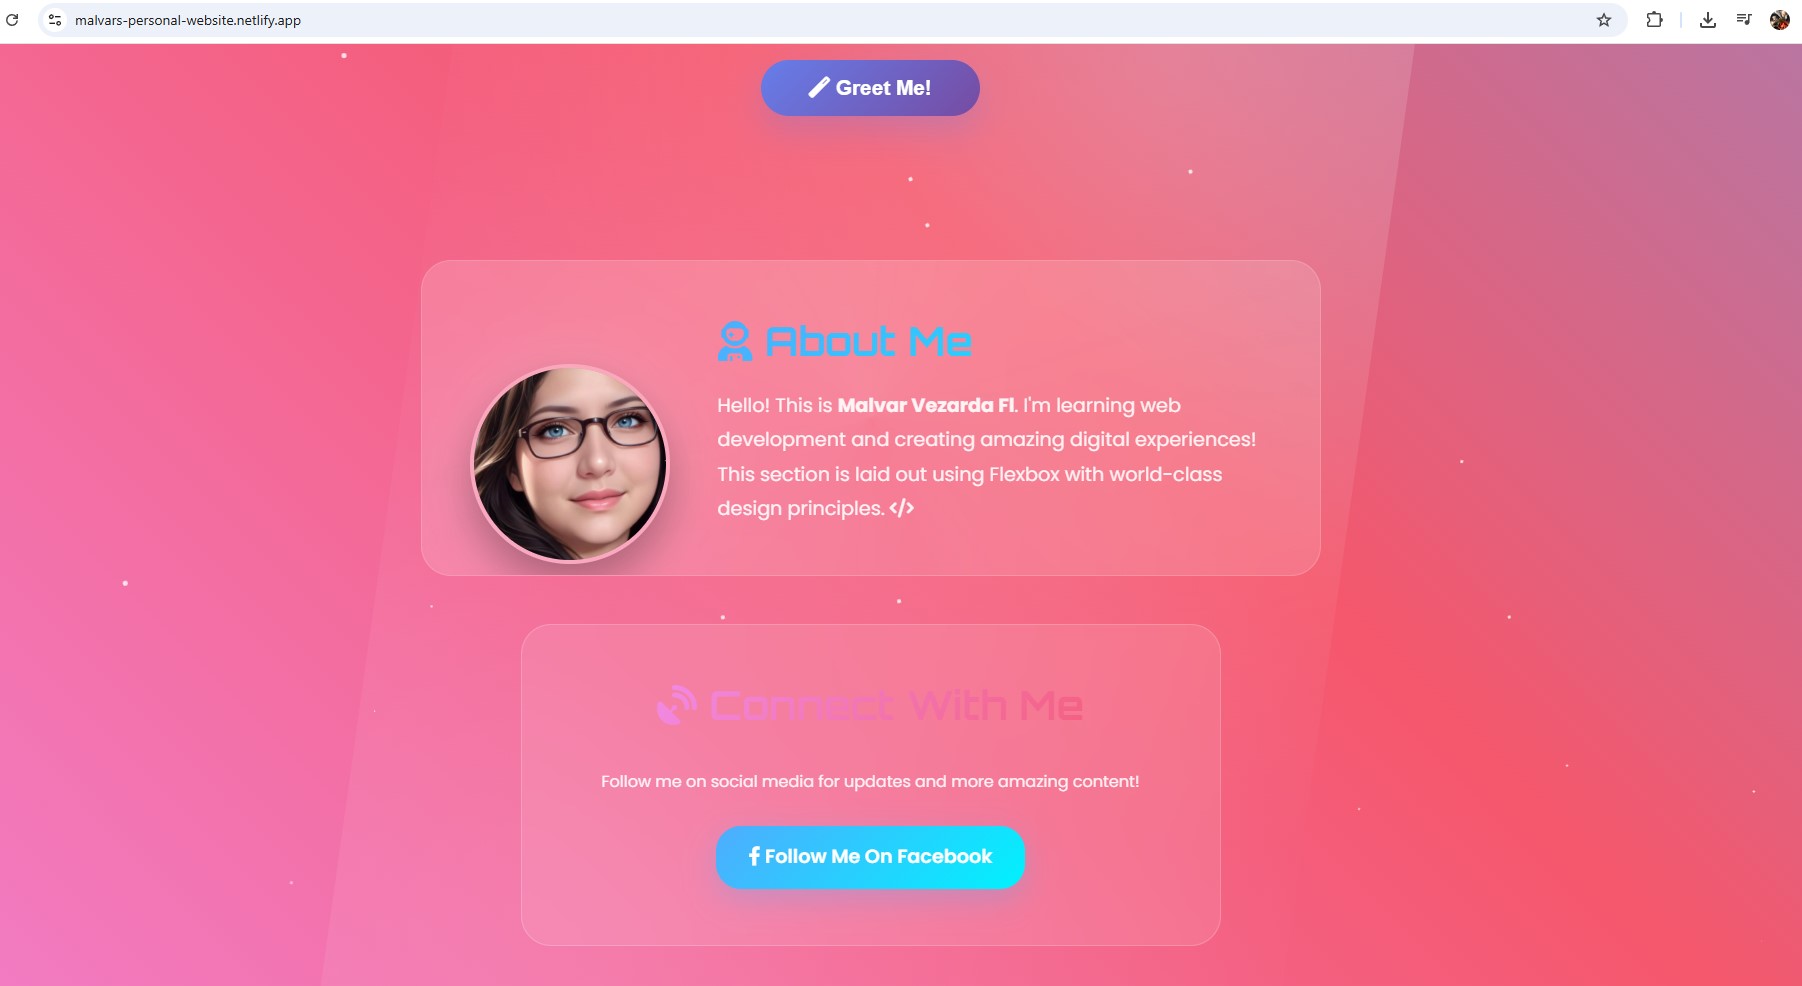 malvars-personal-website.netlify.app
Greet Me!
About Me
Hello! This is Malvar Vezarda Fl. I'm learning web
development and creating amazing digital experiences!
This section is laid out using Flexbox with world-class
design principles. </>
Connect With Me
Follow me on social media for updates and more amazing content!
Follow Me On Facebook